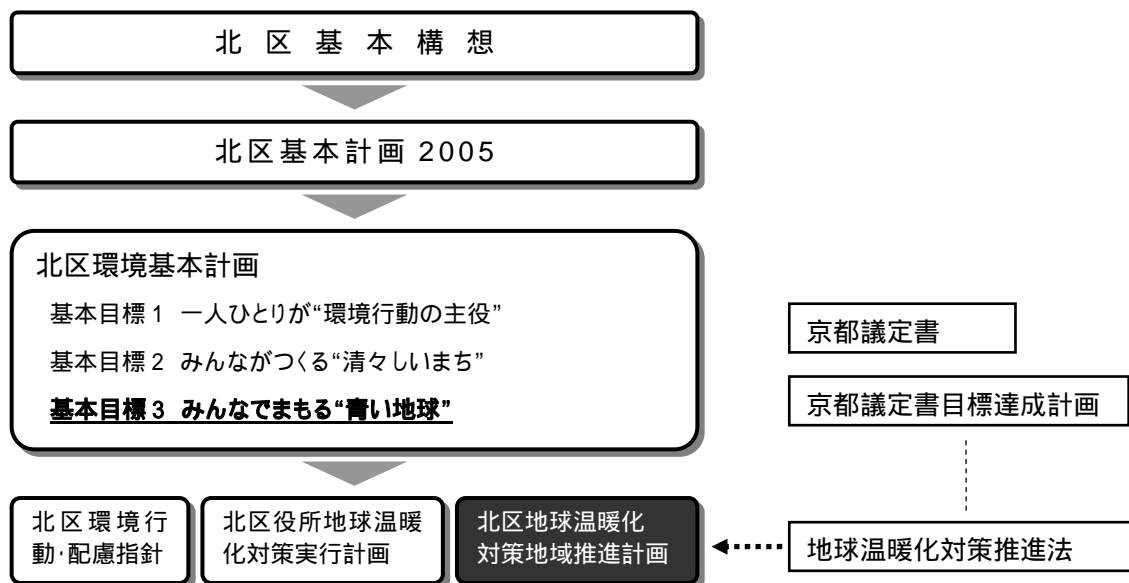 北区基本構想
北区基本計画 2005
北区環境基本計画
基本目標1 一人ひとりが“環境行動の主役”
基本目標2 みんながつくる“清々しいまち”
基本目標3 みんなでまもる“青い地球”
北区環境行
動・配慮指針
北区役所地球温暖
化対策実行計画
北区地球温暖化
対策地域推進計画
京都議定書
京都議定書目標達成計画
地球温暖化対策推進法